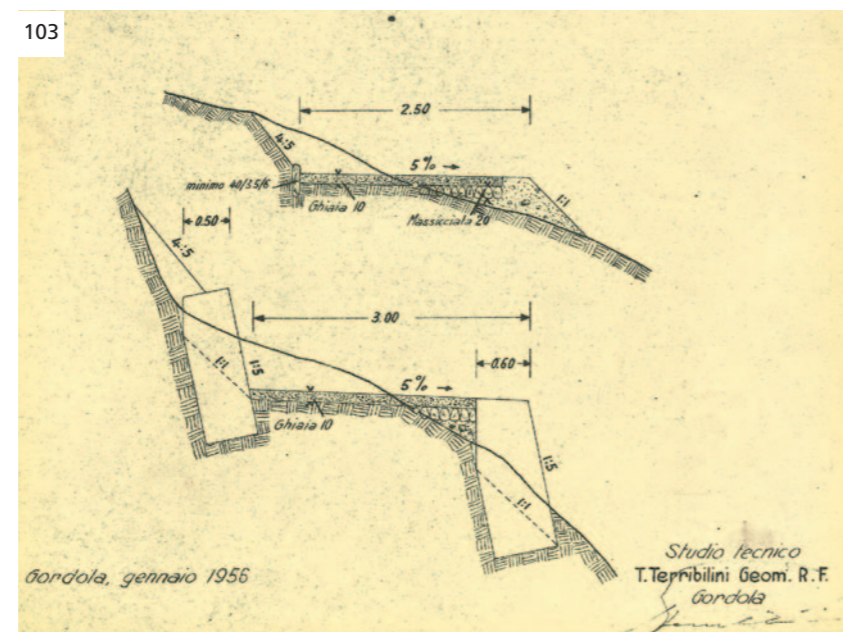 103
2.50
4:5
5% →
minimo 40/35/6
Ghiaia 10
Massicciata 20
1:1
0.50
4:5
3.00
0.60
1:1
1:5
5% →
Ghiaia 10
1:5
1:1
Gordola, gennaio 1956
Studio tecnico
T. Terribilini Geom. R. F.
Gordola